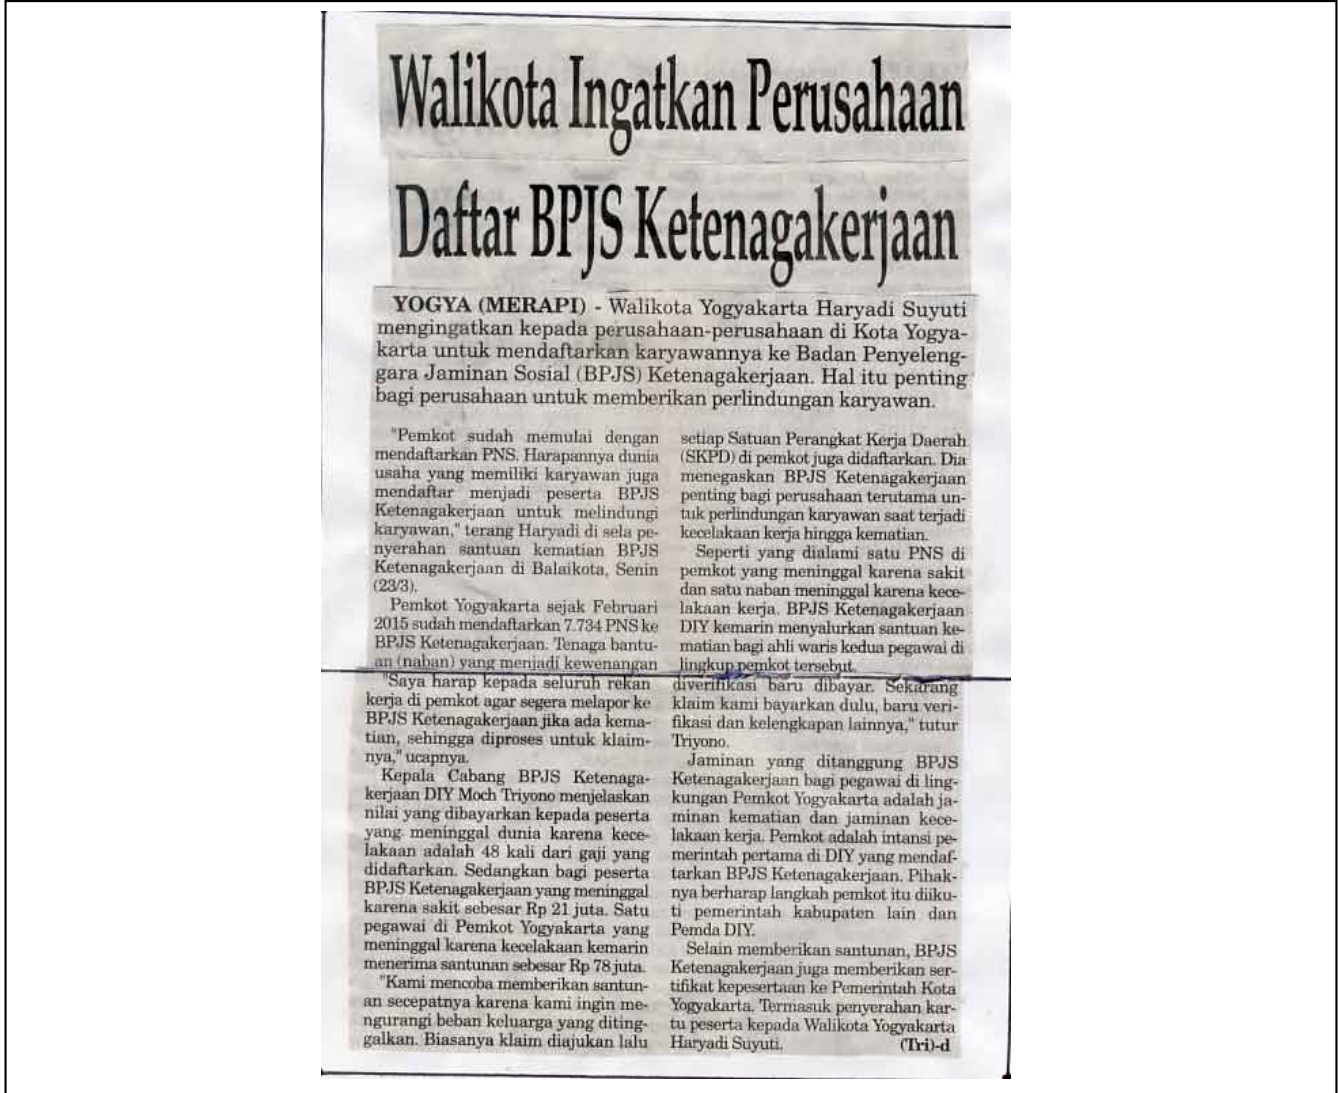 Walikota Ingatkan Perusahaan
Daftar BPJS Ketenagakerjaan
YOGYA (MERAPI) - Walikota Yogyakarta Haryadi Suyuti
mengingatkan kepada perusahaan-perusahaan di Kota Yogya-
karta untuk mendaftarkan karyawannya ke Badan Penyeleng-
gara Jaminan Sosial (BPJS) Ketenagakerjaan. Hal itu penting
bagi perusahaan untuk memberikan perlindungan karyawan.
"Pemkot sudah memulai dengan
mendaftarkan PNS. Harapannya dunia
usaha yang memiliki karyawan juga
mendaftar menjadi peserta BPJS
Ketenagakerjaan untuk melindungi
karyawan," terang Haryadi di sela pe-
nyerahan santuan kematian BPJS
Ketenagakerjaan di Balaikota, Senin
(23/3).
Pemkot Yogyakarta sejak Februari
2015 sudah mendaftarkan 7.734 PNS ke
BPJS Ketenagakerjaan. Tenaga bantu-
an (naban) yang menjadi kewenangan
setiap Satuan Perangkat Kerja Daerah
(SKPD) di pemkot juga didaftarkan. Dia
menegaskan BPJS Ketenagakerjaan
penting bagi perusahaan terutama un-
tuk perlindungan karyawan saat terjadi
kecelakaan kerja hingga kematian.
Seperti yang dialami satu PNS di
pemkot yang meninggal karena sakit
dan satu naban meninggal karena kece-
lakaan kerja. BPJS Ketenagakerjaan
DIY kemarin menyalurkan santuan ke-
matian bagi ahli waris kedua pegawai di
lingkup pemkot tersebut.
"Saya harap kepada seluruh rekan
kerja di pemkot agar segera melapor ke
BPJS Ketenagakerjaan jika ada kema-
tian, sehingga diproses untuk klaim-
nya," ucapnya.
Kepala Cabang BPJS Ketenaga-
kerjaan DIY Moch Triyono menjelaskan
nilai yang dibayarkan kepada peserta
yang meninggal dunia karena kece-
lakaan adalah 48 kali dari gaji yang
didaftarkan. Sedangkan bagi peserta
BPJS Ketenagakerjaan yang meninggal
karena sakit sebesar Rp 21 juta. Satu
pegawai di Pemkot Yogyakarta yang
meninggal karena kecelakaan kemarin
menerima santunan sebesar Rp 78 juta.
"Kami mencoba memberikan santun-
an secepatnya karena kami ingin me-
ngurangi beban keluarga yang diting-
galkan. Biasanya klaim diajukan lalu
diverifikasi baru dibayar. Sekarang
klaim kami bayarkan dulu, baru veri-
fikasi dan kelengkapan lainnya," tutur
Triyono.
Jaminan yang ditanggung BPJS
Ketenagakerjaan bagi pegawai di ling-
kungan Pemkot Yogyakarta adalah ja-
minan kematian dan jaminan kece-
lakaan kerja. Pemkot adalah intansi pe-
merintah pertama di DIY yang mendaf-
tarkan BPJS Ketenagakerjaan. Pihak-
nya berharap langkah pemkot itu diiku-
ti pemerintah kabupaten lain dan
Pemda DIY.
Selain memberikan santunan, BPJS
Ketenagakerjaan juga memberikan ser-
tifikat kepesertaan ke Pemerintah Kota
Yogyakarta. Termasuk penyerahan kar-
tu peserta kepada Walikota Yogyakarta
Haryadi Suyuti. (Tri)-d